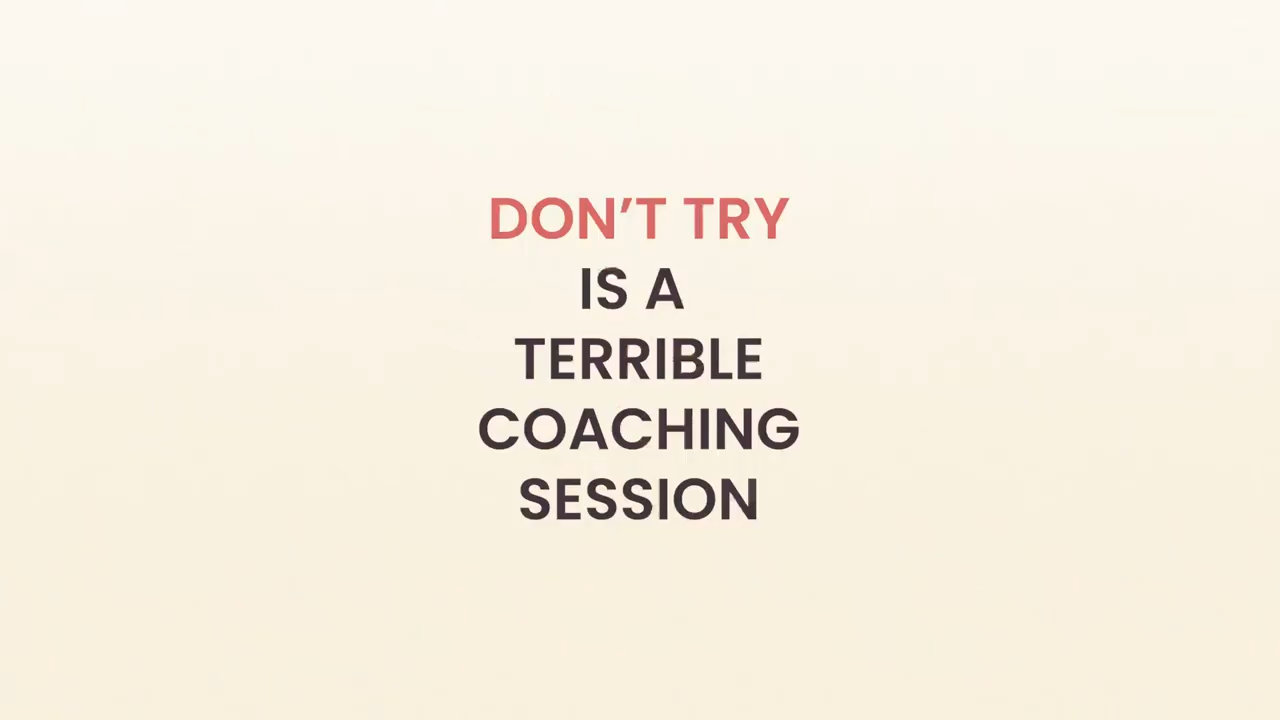 DON’T TRY
IS A
TERRIBLE
COACHING
SESSION